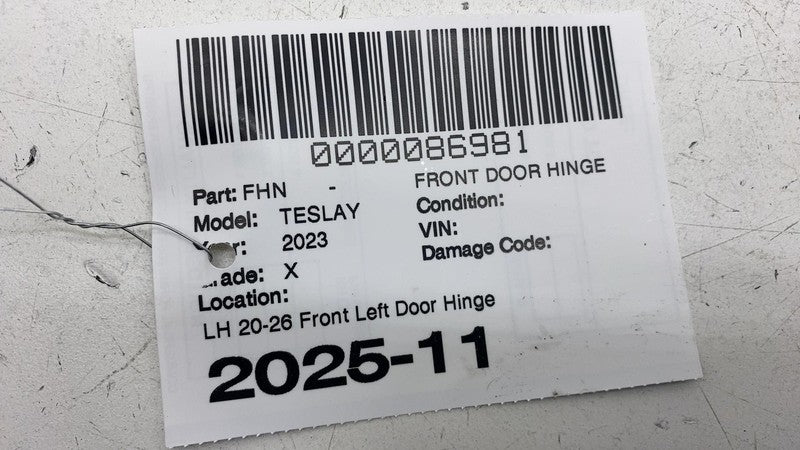 0000086981
Part: FHN - FRONT DOOR HINGE
Model: TESLAY Condition:
2023 VIN:
X Damage Code:
Location:
LH 20-26 Front Left Door Hinge
2025-11